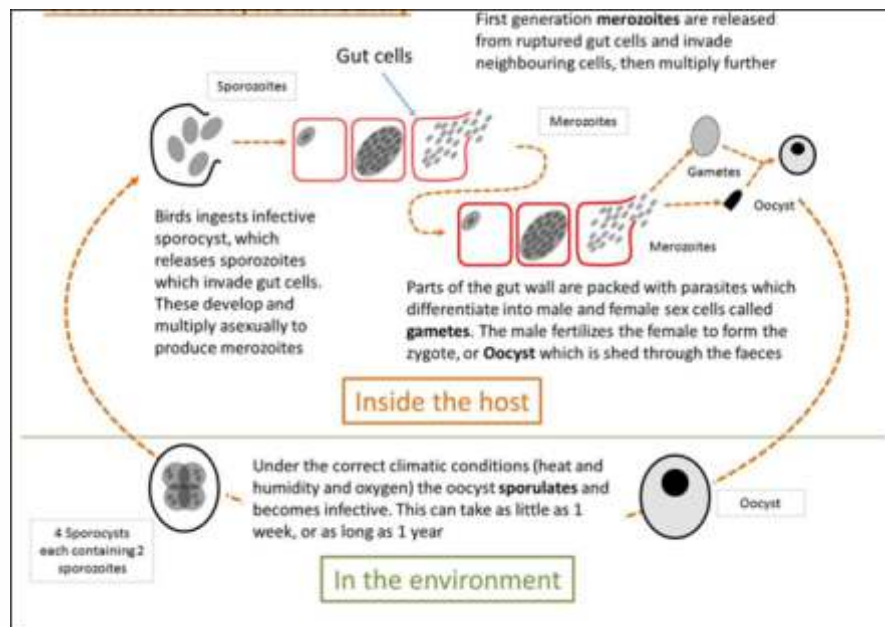 First generation merozoites are released
from ruptured gut cells and invade
neighbouring cells, then multiply further
Gut cells
Sporozoites
Merozoites
Gametes
Oocyst
Merozoites
Birds ingests infective
sporocyst, which
releases sporozoites
which invade gut cells.
These develop and
multiply asexually to
produce merozoites
Parts of the gut wall are packed with parasites which
differentiate into male and female sex cells called
gametes. The male fertilizes the female to form the
zygote, or Oocyst which is shed through the faeces
Inside the host
Under the correct climatic conditions (heat and
humidity and oxygen) the oocyst sporulates and
becomes infective. This can take as little as 1
week, or as long as 1 year
Oocyst
4 Sporocysts
each containing 2
sporozoites
In the environment